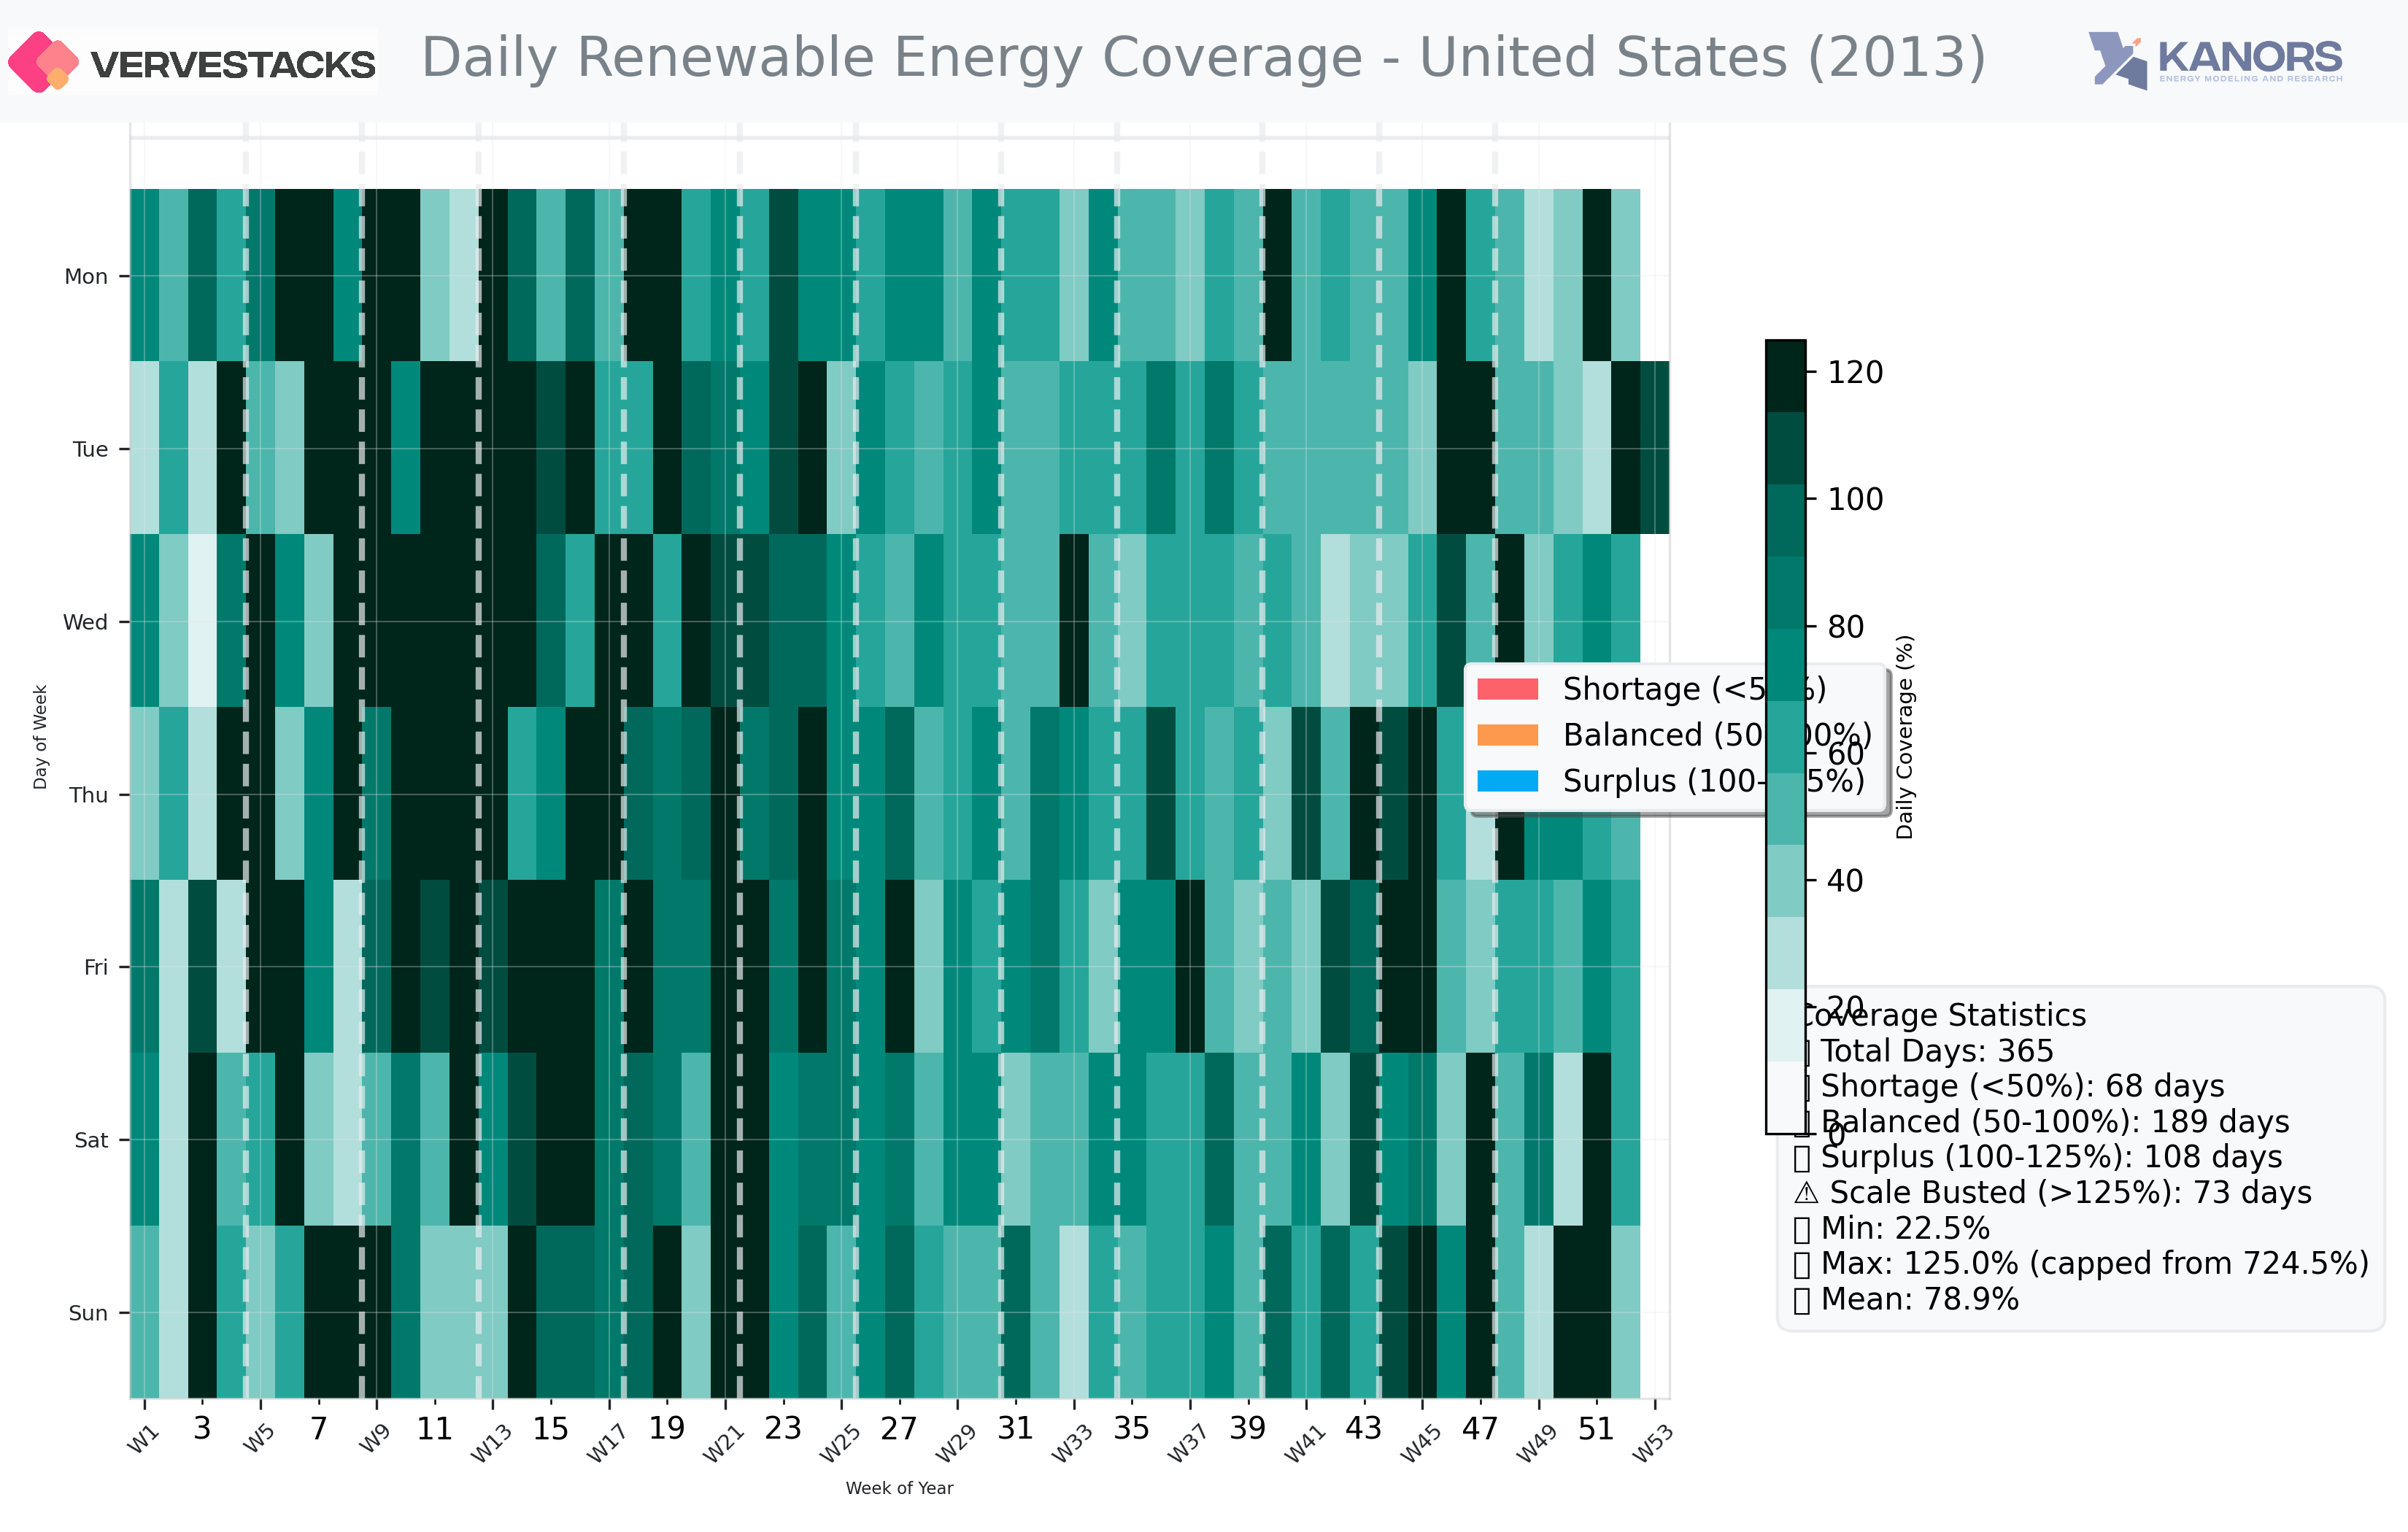 VERVESTACKS
Daily Renewable Energy Coverage - United States (2013)
KANORS
ENERGY MODELING AND RESEARCH
Day of Week
Mon
Tue
Wed
Thu
Fri
Sat
Sun
W1 3 W5 7 W9 11 W13 15 W17 19 W21 23 W25 27 W29 31 W33 35 W37 39 W41 43 W45 47 W49 51 W53
Week of Year
120
100
80
60
40
20
0
Daily Coverage (%)
Shortage (<5 %)
Balanced (50 00%)
Surplus (100- 5%)
Coverage Statistics
Total Days: 365
Shortage (<50%): 68 days
Balanced (50-100%): 189 days
Surplus (100-125%): 108 days
⚠ Scale Busted (>125%): 73 days
Min: 22.5%
Max: 125.0% (capped from 724.5%)
Mean: 78.9%